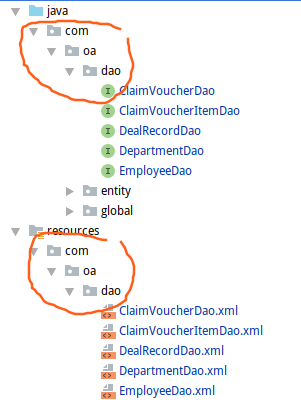 java
com
oa
dao
I ClaimVoucherDao
I ClaimVoucherItemDao
I DealRecordDao
I DepartmentDao
I EmployeeDao
entity
global
resources
com
oa
dao
ClaimVoucherDao.xml
ClaimVoucherItemDao.xml
DealRecordDao.xml
DepartmentDao.xml
EmployeeDao.xml